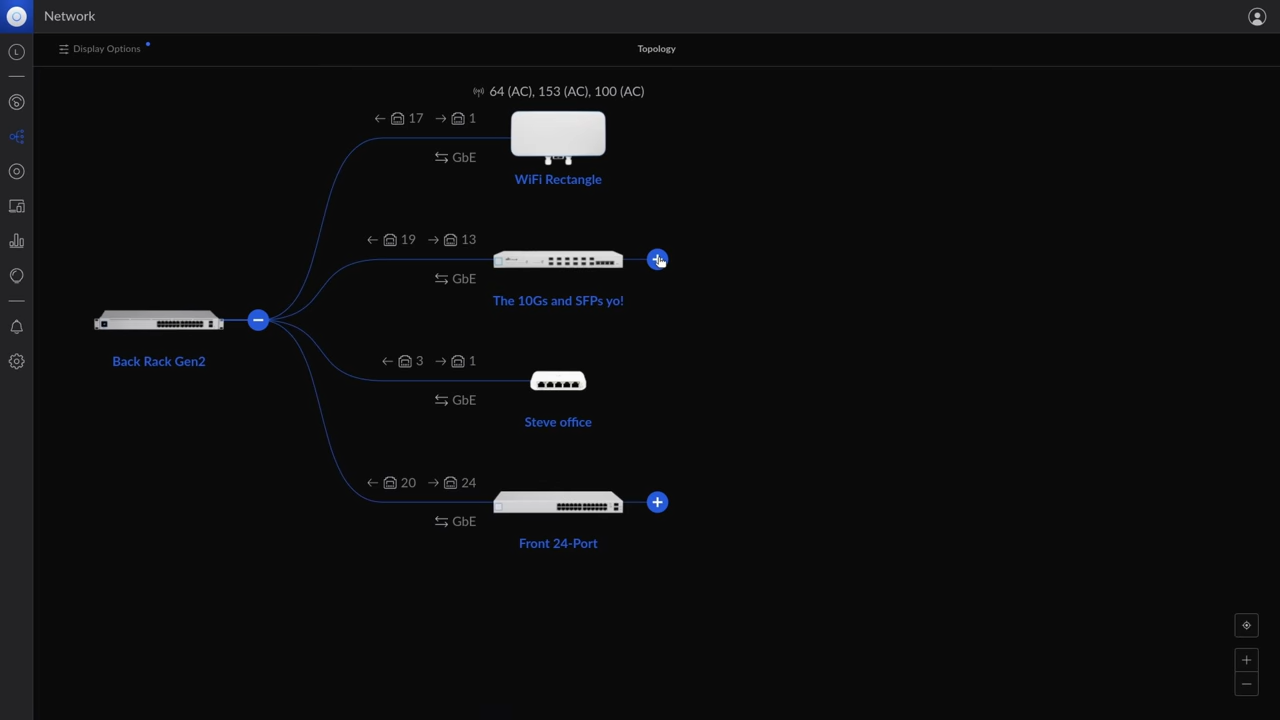 Network
L
Display Options
Topology
64 (AC), 153 (AC), 100 (AC)
17 1
GbE
WiFi Rectangle
19 13
GbE
The 10Gs and SFPs yo!
Back Rack Gen2
3 1
GbE
Steve office
20 24
GbE
Front 24-Port